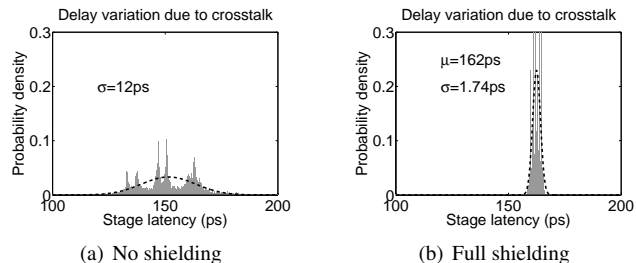 Delay variation due to crosstalk
0.3
0.2
0.1
0
Probability density
σ=12ps
100
150
200
Stage latency (ps)
(a) No shielding
Delay variation due to crosstalk
0.3
0.2
0.1
0
Probability density
μ=162ps
σ=1.74ps
100
150
200
Stage latency (ps)
(b) Full shielding